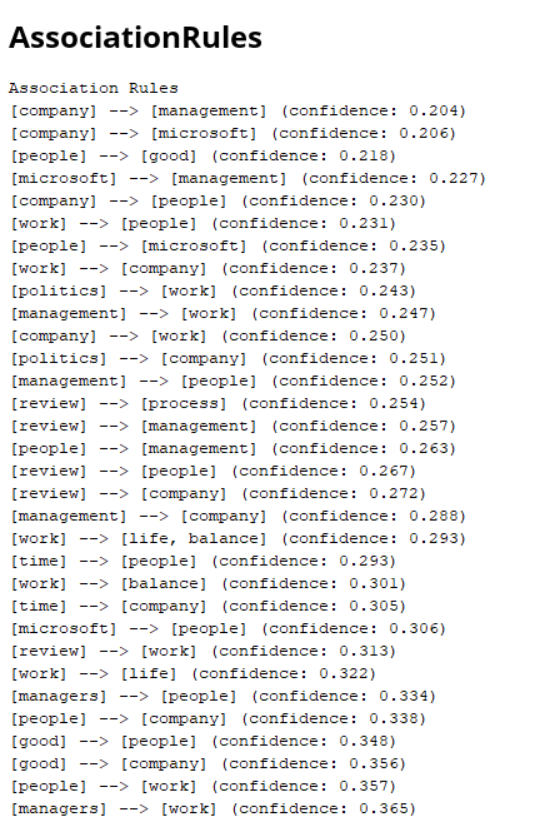 AssociationRules
Association Rules
[company] --> [management] (confidence: 0.204)
[company] --> [microsoft] (confidence: 0.206)
[people] --> [good] (confidence: 0.218)
[microsoft] --> [management] (confidence: 0.227)
[company] --> [people] (confidence: 0.230)
[work] --> [people] (confidence: 0.231)
[people] --> [microsoft] (confidence: 0.235)
[work] --> [company] (confidence: 0.237)
[politics] --> [work] (confidence: 0.243)
[management] --> [work] (confidence: 0.247)
[company] --> [work] (confidence: 0.250)
[politics] --> [company] (confidence: 0.251)
[management] --> [people] (confidence: 0.252)
[review] --> [process] (confidence: 0.254)
[review] --> [management] (confidence: 0.257)
[people] --> [management] (confidence: 0.263)
[review] --> [people] (confidence: 0.267)
[review] --> [company] (confidence: 0.272)
[management] --> [company] (confidence: 0.288)
[work] --> [life, balance] (confidence: 0.293)
[time] --> [people] (confidence: 0.293)
[work] --> [balance] (confidence: 0.301)
[time] --> [company] (confidence: 0.305)
[microsoft] --> [people] (confidence: 0.306)
[review] --> [work] (confidence: 0.313)
[work] --> [life] (confidence: 0.322)
[managers] --> [people] (confidence: 0.334)
[people] --> [company] (confidence: 0.338)
[good] --> [people] (confidence: 0.348)
[good] --> [company] (confidence: 0.356)
[people] --> [work] (confidence: 0.357)
[managers] --> [work] (confidence: 0.365)